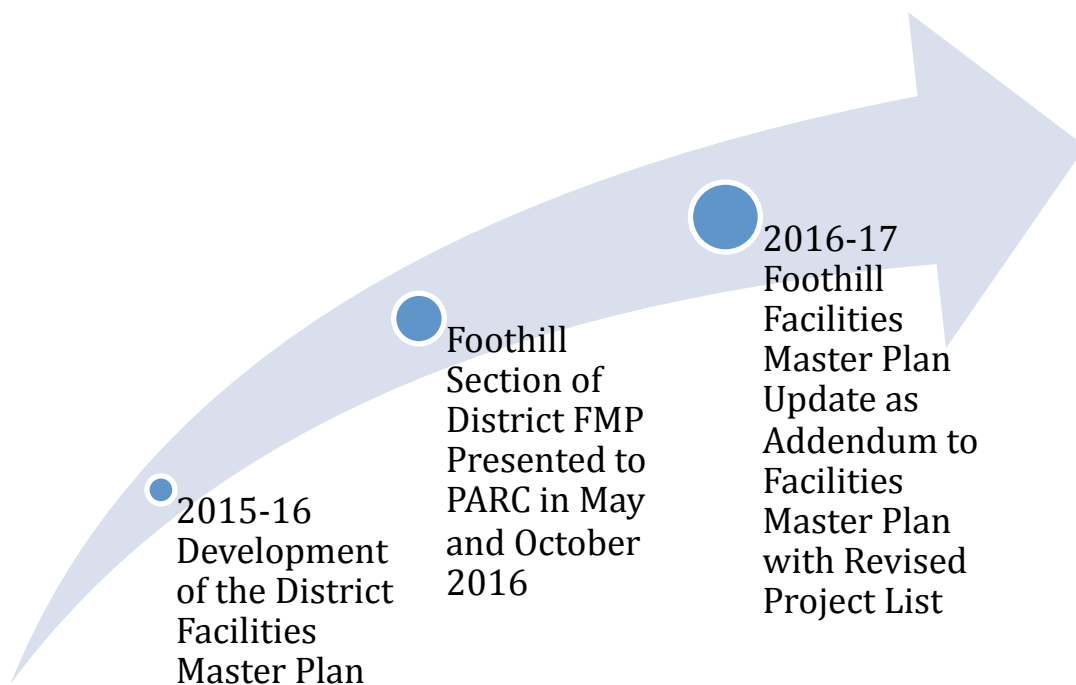 2015-16
Development
of the District
Facilities
Master Plan
Foothill
Section of
District FMP
Presented to
PARC in May
and October
2016
2016-17
Foothill
Facilities
Master Plan
Update as
Addendum to
Facilities
Master Plan
with Revised
Project List